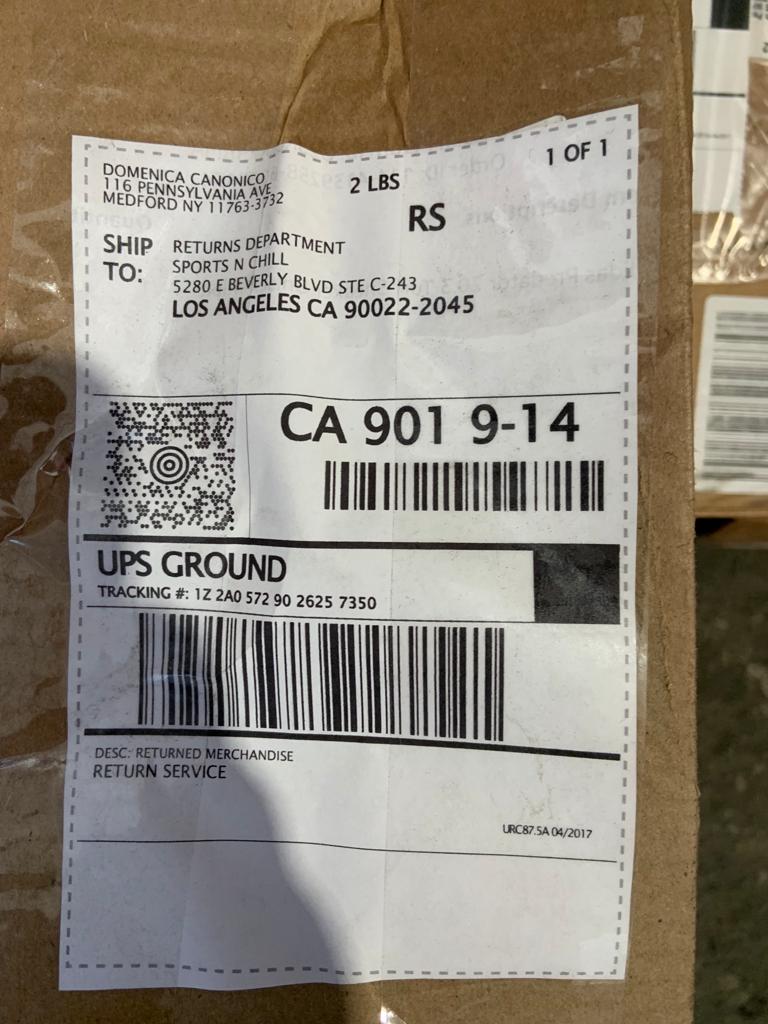 DOMENICA CANONICO
116 PENNSYLVANIA AVE
MEDFORD NY 11763-3732
2 LBS
1 OF 1
RS
SHIP TO:
RETURNS DEPARTMENT
SPORTS N CHILL
5280 E BEVERLY BLVD STE C-243
LOS ANGELES CA 90022-2045
CA 901 9-14
UPS GROUND
TRACKING #: 1Z 2A0 572 90 2625 7350
DESC: RETURNED MERCHANDISE
RETURN SERVICE
URC87.5A 04/2017